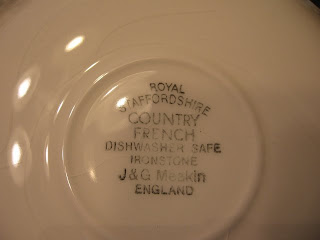 ROYAL
STAFFORDSHIRE
COUNTRY
FRENCH
DISHWASHER SAFE
IRONSTONE
J&G Meakin
ENGLAND